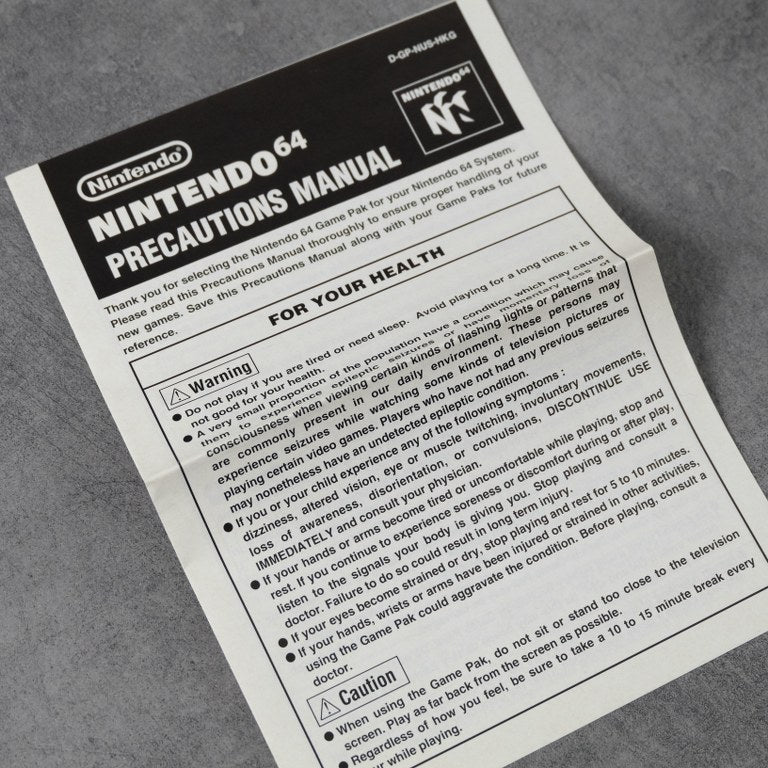 D-GP-NUS-HKG
Nintendo®
NINTENDO 64
NINTENDO64
PRECAUTIONS MANUAL
Thank you for selecting the Nintendo 64 Game Pak for your Nintendo 64 System.
Please read this Precautions Manual thoroughly to ensure proper handling of your
new games. Save this Precautions Manual along with your Game Paks for future
reference.
FOR YOUR HEALTH
Warning
● Do not play if you are tired or need sleep. Avoid playing for a long time. It is
not good for your health.
● A very small proportion of the population have a condition which may cause
them to experience epileptic seizures or have momentary loss of
consciousness when viewing certain kinds of flashing lights or patterns that
are commonly present in our daily environment. These persons may
experience seizures while watching some kinds of television pictures or
playing certain video games. Players who have not had any previous seizures
may nonetheless have an undetected epileptic condition.
● If you or your child experience any of the following symptoms :
dizziness, altered vision, eye or muscle twitching, involuntary movements,
loss of awareness, disorientation, or convulsions, DISCONTINUE USE
IMMEDIATELY and consult your physician.
● If your hands or arms become tired or uncomfortable while playing, stop and
rest. If you continue to experience soreness or discomfort during or after play,
listen to the signals your body is giving you. Stop playing and consult a
doctor. Failure to do so could result in long term injury.
● If your eyes become strained or dry, stop playing and rest for 5 to 10 minutes.
● If your hands, wrists or arms have been injured or strained in other activities,
using the Game Pak could aggravate the condition. Before playing, consult a
doctor.
Caution
● When using the Game Pak, do not sit or stand too close to the television
screen. Play as far back from the screen as possible.
● Regardless of how you feel, be sure to take a 10 to 15 minute break every
while playing.